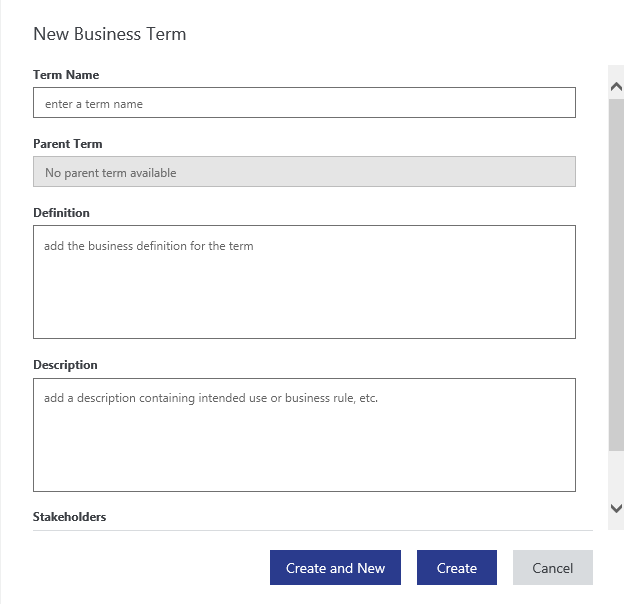 New Business Term
Term Name
enter a term name
Parent Term
No parent term available
Definition
add the business definition for the term
Description
add a description containing intended use or business rule, etc.
Stakeholders
Create and New
Create
Cancel